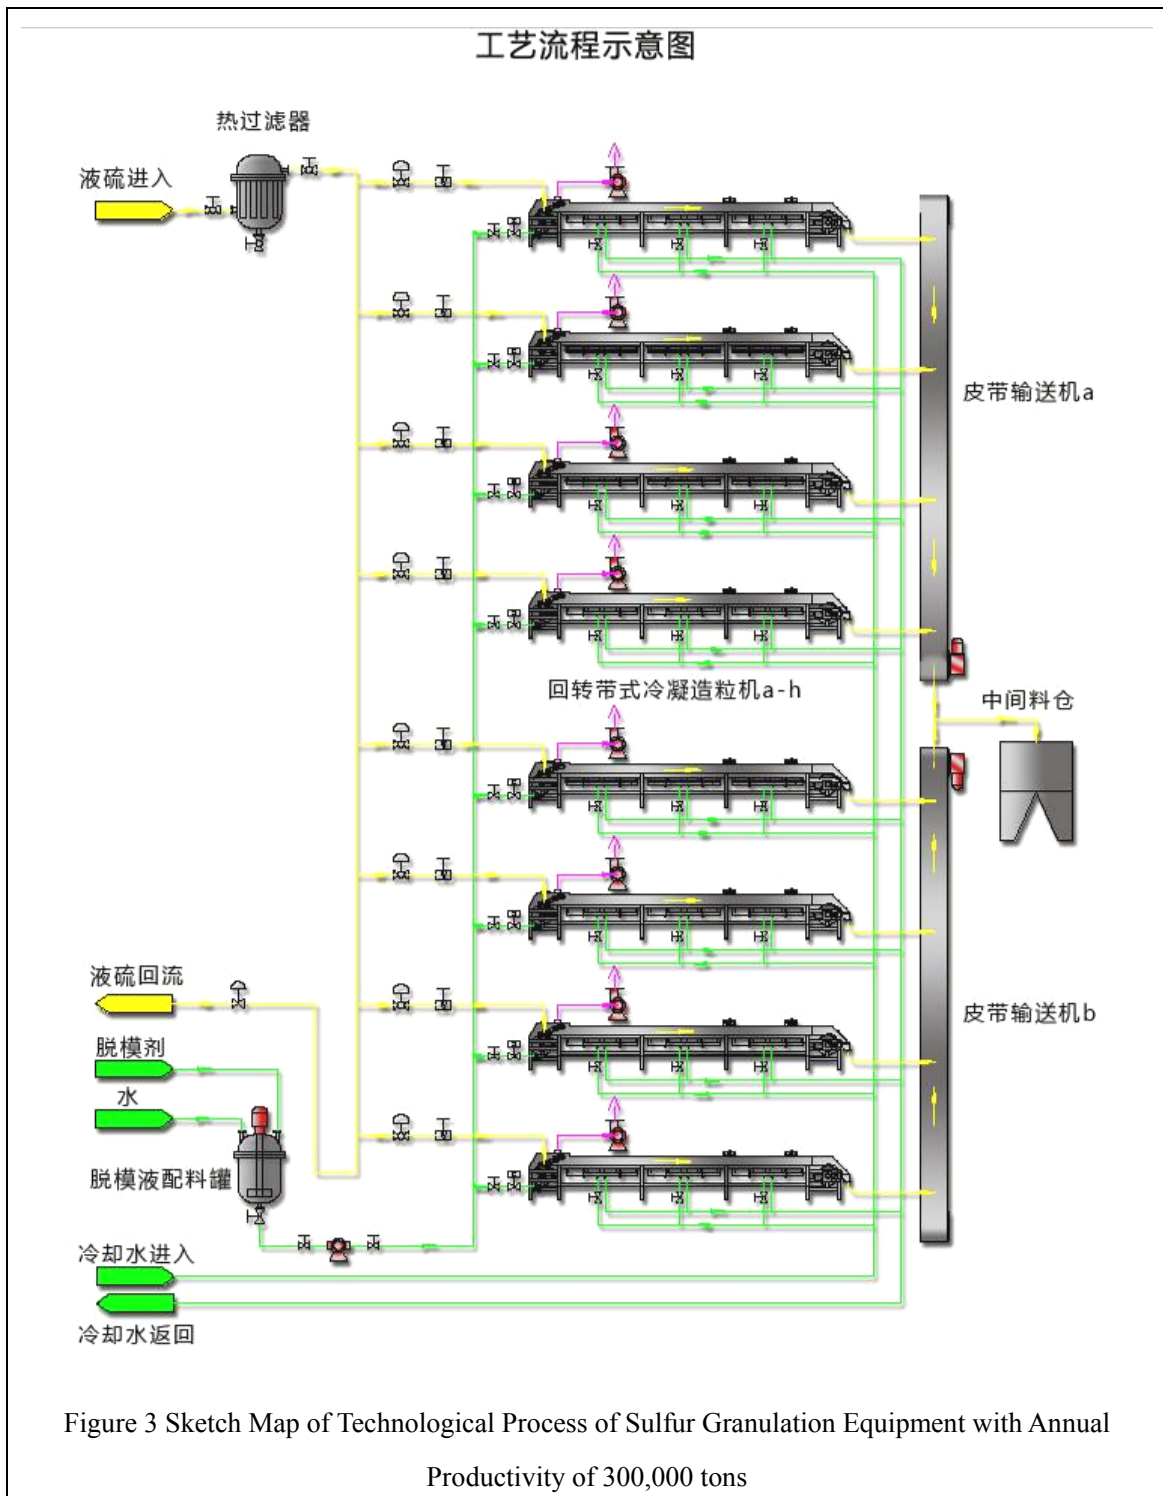 工艺流程示意图
热过滤器
液硫进入
皮带输送机a
回转带式冷凝造粒机a-h
中间料仓
液硫回流
皮带输送机b
脱模剂
水
脱模液配料罐
冷却水进入
冷却水返回
Figure 3 Sketch Map of Technological Process of Sulfur Granulation Equipment with Annual
Productivity of 300,000 tons